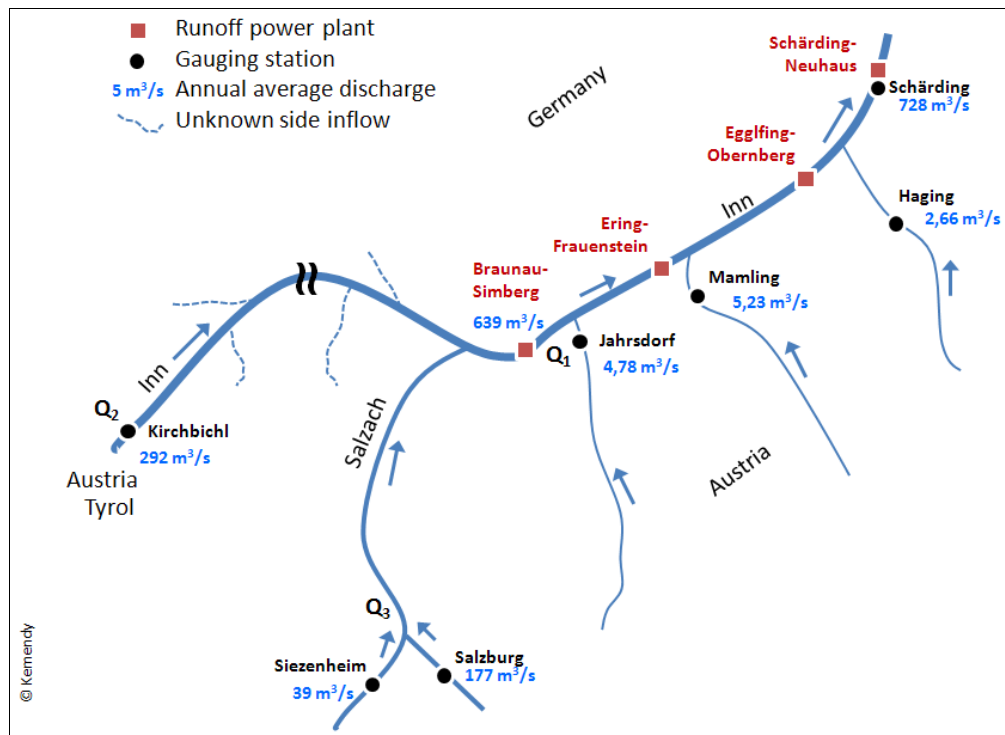 Runoff power plant
Gauging station
5 m³/s Annual average discharge
Unknown side inflow
Germany
Schärding-
Neuhaus
Schärding
728 m³/s
Egglfing-
Obernberg
Haging
2,66 m³/s
Inn
Ering-
Frauenstein
Mamling
5,23 m³/s
Braunau-
Simberg
639 m³/s
Q₁
Jahrsdorf
4,78 m³/s
Inn
Q₂
Kirchbichl
292 m³/s
Austria
Tyrol
Salzach
Austria
Q₃
Siezenheim
39 m³/s
Salzburg
177 m³/s
© Kemendy